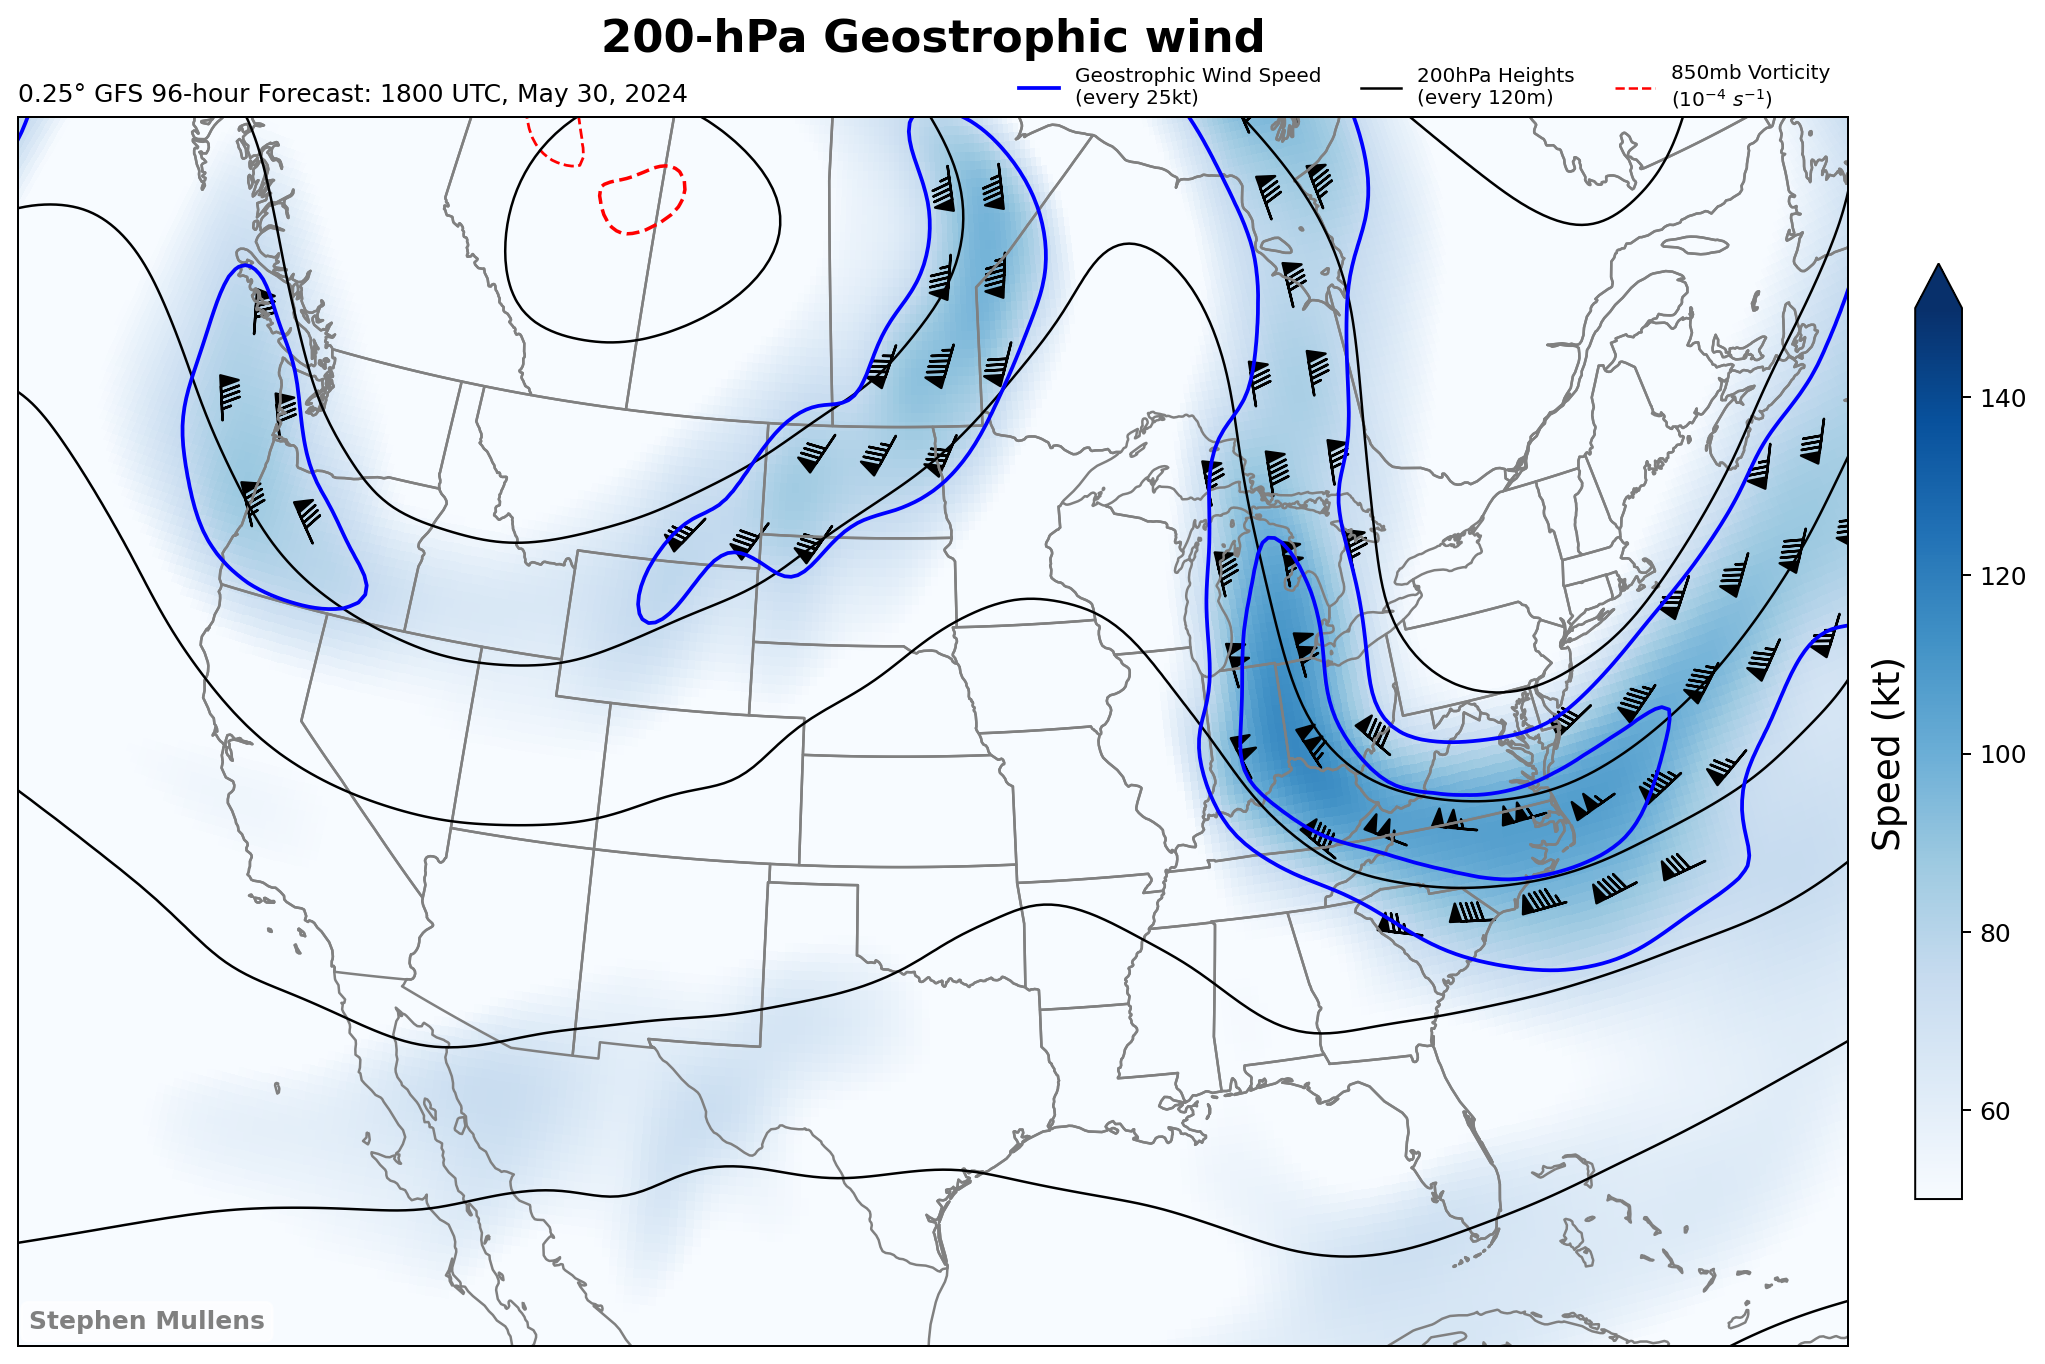 200-hPa Geostrophic wind
0.25° GFS 96-hour Forecast: 1800 UTC, May 30, 2024
Geostrophic Wind Speed
(every 25kt)
200hPa Heights
(every 120m)
850mb Vorticity
(10⁻⁴ s⁻¹)
140
120
100
80
60
Speed (kt)
Stephen Mullens